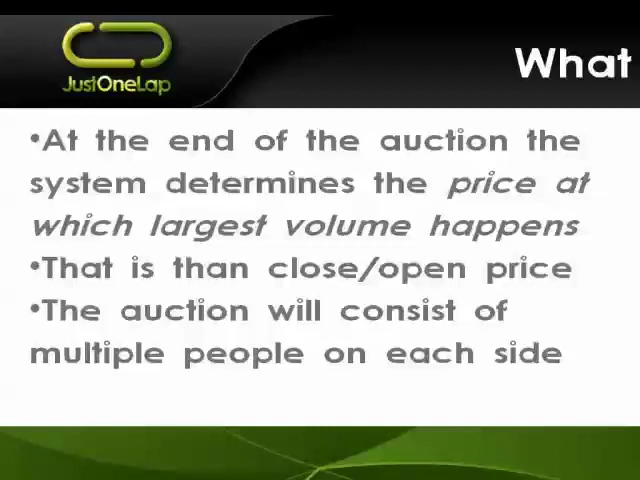 JustOneLap
What
•At the end of the auction the
system determines the price at
which largest volume happens
•That is than close/open price
•The auction will consist of
multiple people on each side